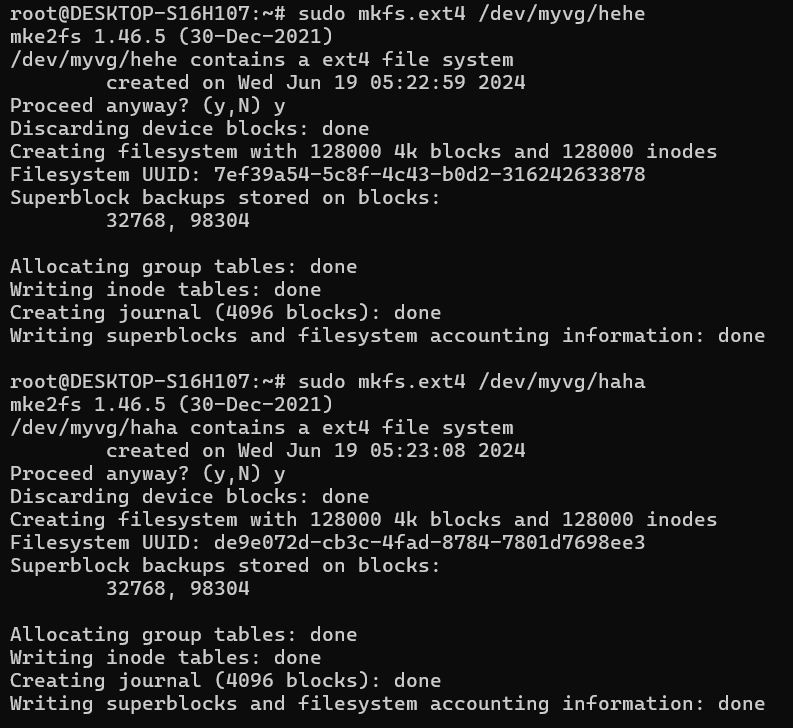 root@DESKTOP-S16H107:~# sudo mkfs.ext4 /dev/myvg/hehe
mke2fs 1.46.5 (30-Dec-2021)
/dev/myvg/hehe contains a ext4 file system
        created on Wed Jun 19 05:22:59 2024
Proceed anyway? (y,N) y
Discarding device blocks: done
Creating filesystem with 128000 4k blocks and 128000 inodes
Filesystem UUID: 7ef39a54-5c8f-4c43-b0d2-316242633878
Superblock backups stored on blocks:
        32768, 98304

Allocating group tables: done
Writing inode tables: done
Creating journal (4096 blocks): done
Writing superblocks and filesystem accounting information: done

root@DESKTOP-S16H107:~# sudo mkfs.ext4 /dev/myvg/haha
mke2fs 1.46.5 (30-Dec-2021)
/dev/myvg/haha contains a ext4 file system
        created on Wed Jun 19 05:23:08 2024
Proceed anyway? (y,N) y
Discarding device blocks: done
Creating filesystem with 128000 4k blocks and 128000 inodes
Filesystem UUID: de9e072d-cb3c-4fad-8784-7801d7698ee3
Superblock backups stored on blocks:
        32768, 98304

Allocating group tables: done
Writing inode tables: done
Creating journal (4096 blocks): done
Writing superblocks and filesystem accounting information: done